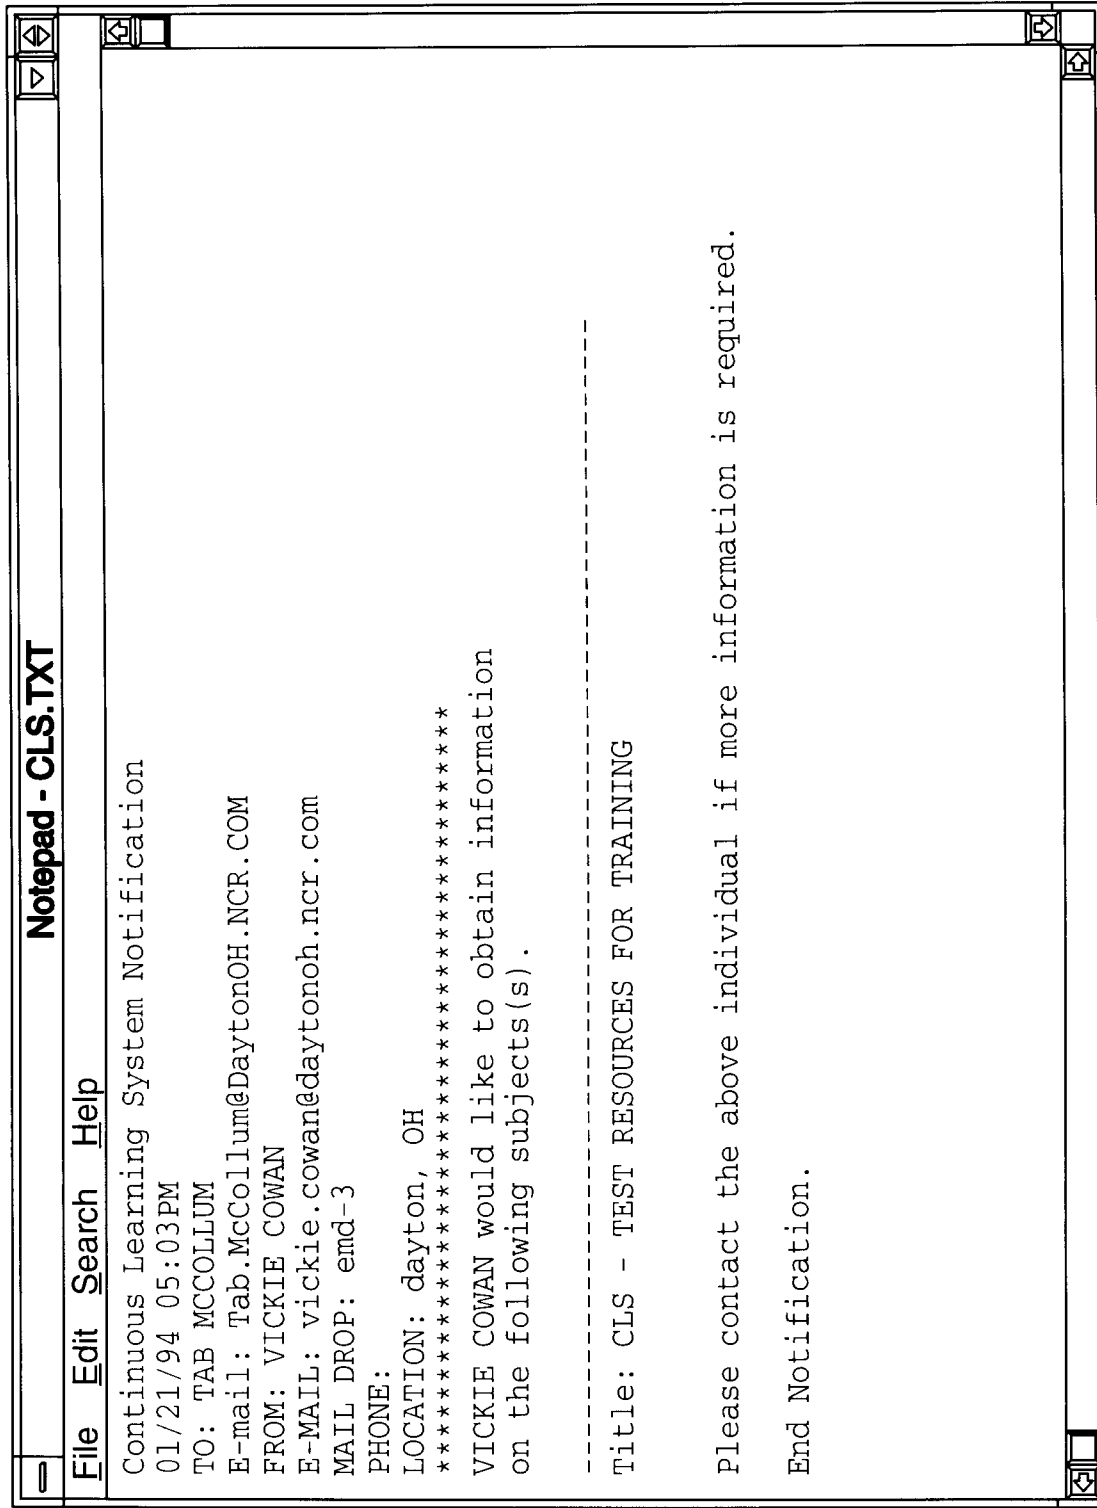 Notepad - CLS.TXT
File Edit Search Help
Continuous Learning System Notification
01/21/94 05:03PM
TO: TAB MCCOLLUM
E-mail: Tab.McCollum@DaytonOH.NCR.COM
FROM: VICKIE COWAN
E-MAIL: vickie.cowan@daytonoh.ncr.com
MAIL DROP: emd-3
PHONE:
LOCATION: dayton, OH
*******************************************
VICKIE COWAN would like to obtain information
on the following subjects(s).
----------------------------------------------------------------------
Title: CLS - TEST RESOURCES FOR TRAINING
Please contact the above individual if more information is required.
End Notification.